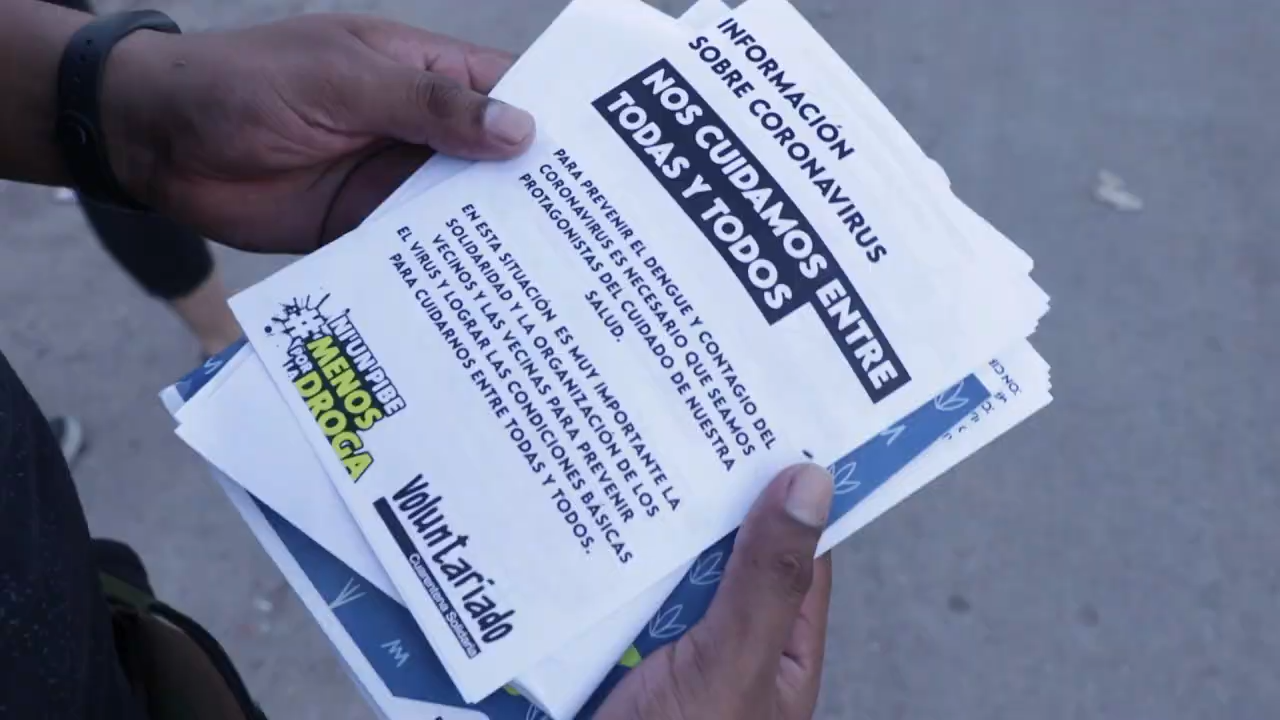 INFORMACIÓN
SOBRE CORONAVIRUS
NOS CUIDAMOS ENTRE
TODAS Y TODOS
PARA PREVENIR EL DENGUE Y CONTAGIO DEL
CORONAVIRUS ES NECESARIO QUE SEAMOS
PROTAGONISTAS DEL CUIDADO DE NUESTRA
SALUD.
EN ESTA SITUACIÓN ES MUY IMPORTANTE LA
SOLIDARIDAD Y LA ORGANIZACIÓN DE LOS
VECINOS Y LAS VECINAS PARA PREVENIR
EL VIRUS Y LOGRAR LAS CONDICIONES BÁSICAS
PARA CUIDARNOS ENTRE TODAS Y TODOS.
#NIUNPIBE
MENOS
POR LA
DROGA
Voluntariado
Cuarentena Solidaria